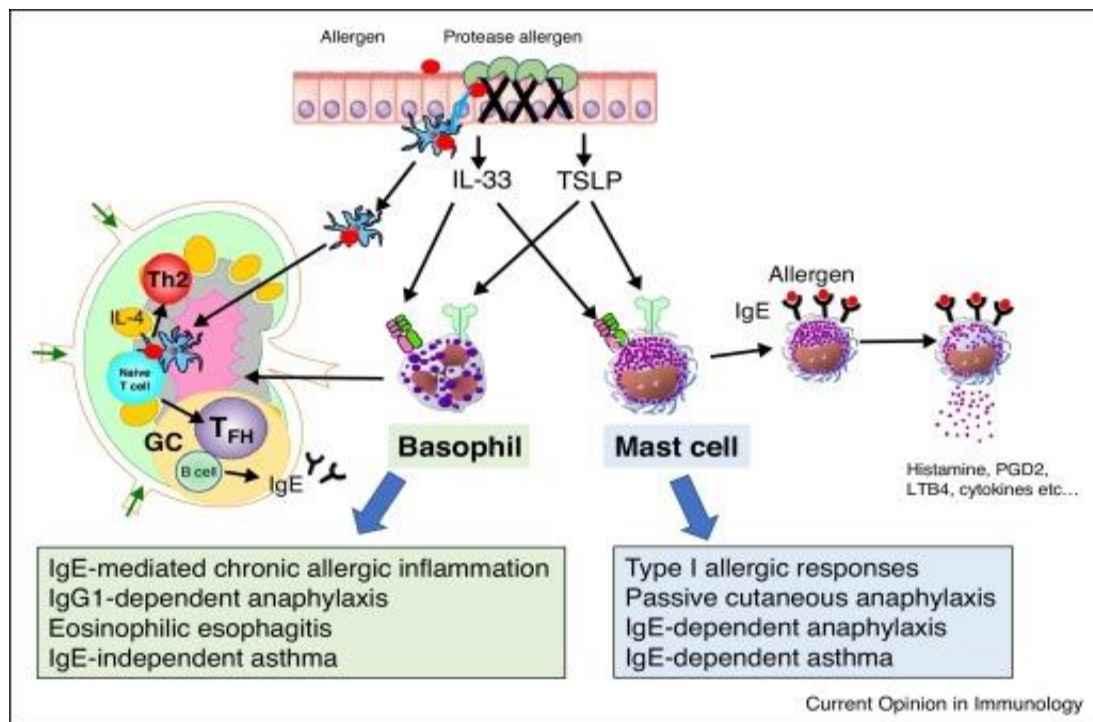 Allergen
Protease allergen
IL-33
TSLP
Th2
IL-4
Naive
T cell
TFH
GC
B cell
IgE
Allergen
IgE
Basophil
Mast cell
Histamine, PGD2,
LTB4, cytokines etc...
IgE-mediated chronic allergic inflammation
IgG1-dependent anaphylaxis
Eosinophilic esophagitis
IgE-independent asthma
Type I allergic responses
Passive cutaneous anaphylaxis
IgE-dependent anaphylaxis
IgE-dependent asthma
Current Opinion in Immunology